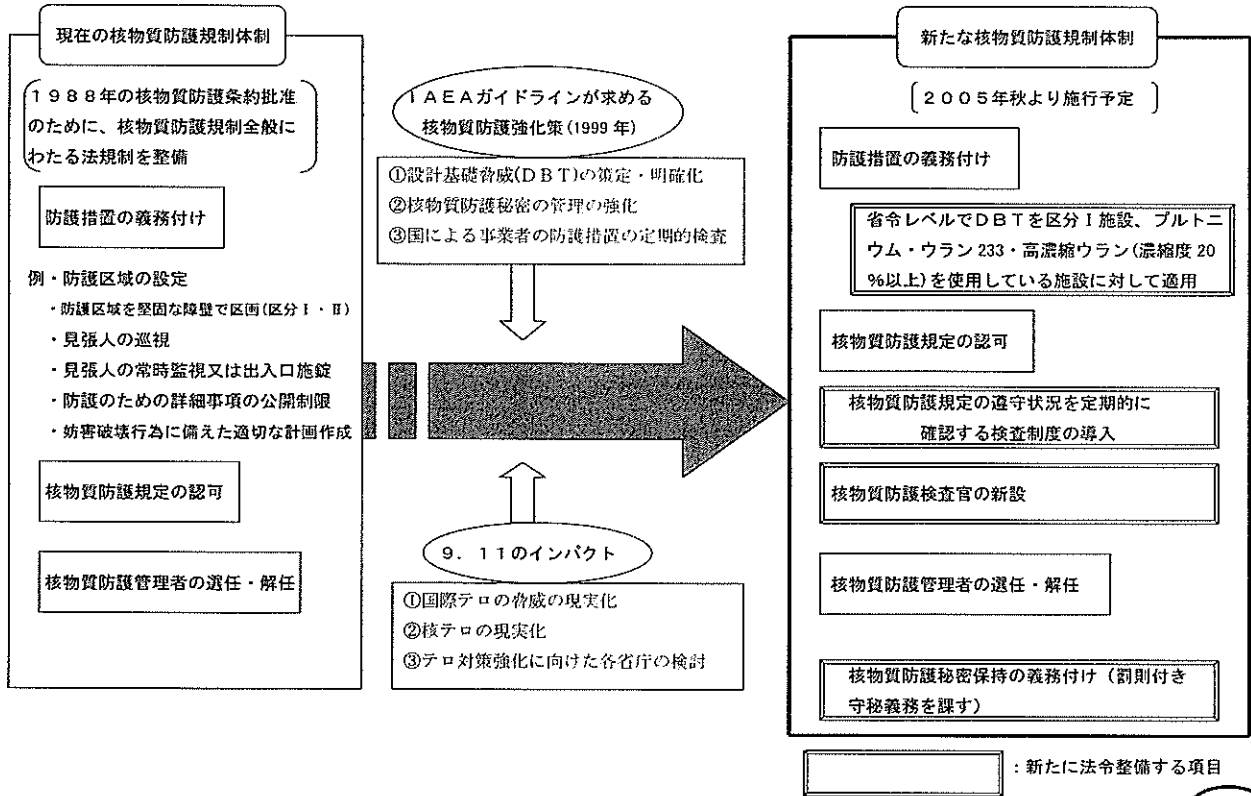 現在の核物質防護規制体制
1988年の核物質防護条約批准
のために、核物質防護規制全般に
わたる法規制を整備
防護措置の義務付け
例・防護区域の設定
・防護区域を堅固な障壁で区画(区分Ⅰ・Ⅱ)
・見張人の巡視
・見張人の常時監視又は出入口施錠
・防護のための詳細事項の公開制限
・妨害破壊行為に備えた適切な計画作成
核物質防護規定の認可
核物質防護管理者の選任・解任
IAEAガイドラインが求める
核物質防護強化策(1999年)
①設計基礎脅威(DBT)の策定・明確化
②核物質防護秘密の管理の強化
③国による事業者の防護措置の定期的検査
9.11のインパクト
①国際テロの脅威の現実化
②核テロの現実化
③テロ対策強化に向けた各省庁の検討
新たな核物質防護規制体制
2005年秋より施行予定
防護措置の義務付け
省令レベルでDBTを区分Ⅰ施設、プルトニ
ウム・ウラン233・高濃縮ウラン(濃縮度20
%以上)を使用している施設に対して適用
核物質防護規定の認可
核物質防護規定の遵守状況を定期的に
確認する検査制度の導入
核物質防護検査官の新設
核物質防護管理者の選任・解任
核物質防護秘密保持の義務付け(罰則付き
守秘義務を課す)
:新たに法令整備する項目